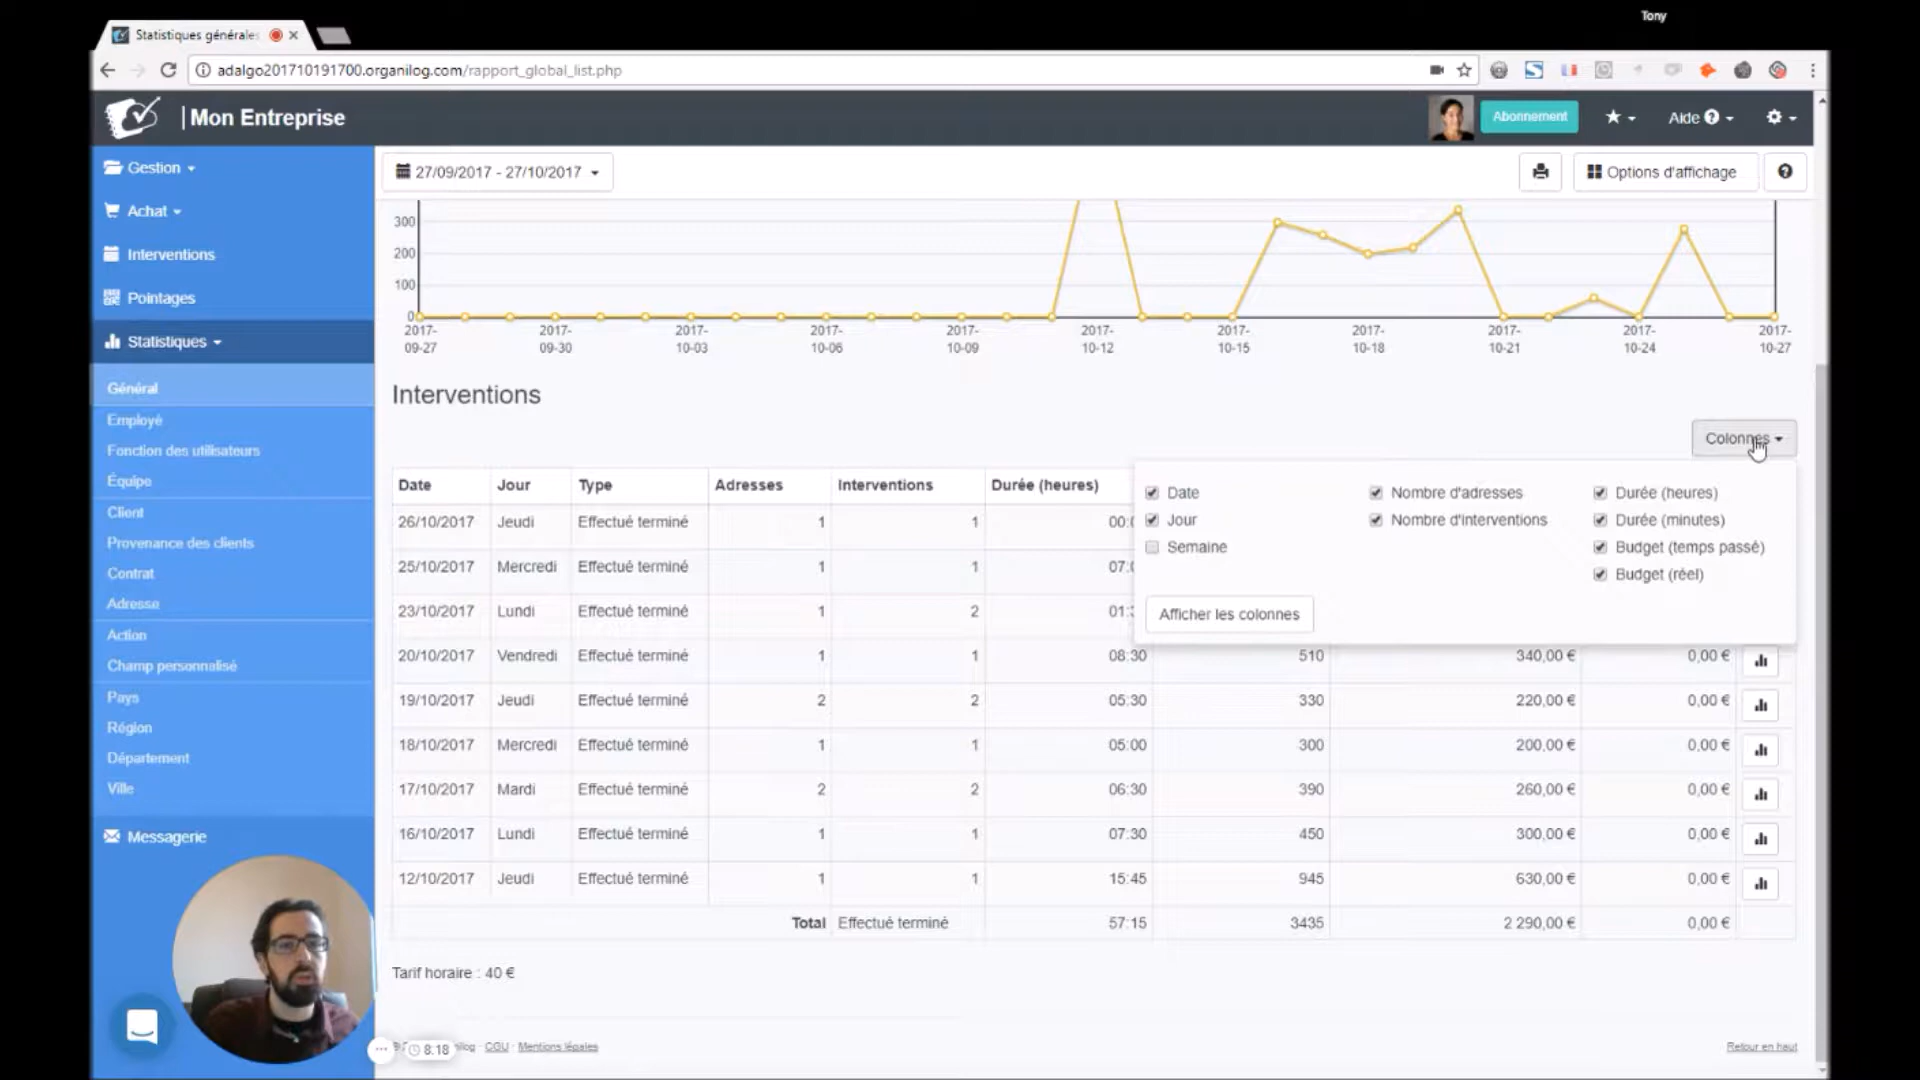 Tony
Statistiques générales
adalgo201710191700.organilog.com/rapport_global_list.php
| Mon Entreprise
Abonnement
Aide
Gestion
Achat
Interventions
Pointages
Statistiques
Général
Employé
Fonction des utilisateurs
Équipe
Client
Provenance des clients
Contrat
Adresse
Action
Champ personnalisé
Pays
Région
Département
Ville
Messagerie
27/09/2017 - 27/10/2017
Options d'affichage
300
200
100
0
2017-09-27 2017-09-30 2017-10-03 2017-10-06 2017-10-09 2017-10-12 2017-10-15 2017-10-18 2017-10-21 2017-10-24 2017-10-27
Interventions
Colonnes
Date Jour Type Adresses Interventions Durée (heures)
Date Nombre d'adresses Durée (heures)
Jour Nombre d'interventions Durée (minutes)
Semaine Budget (temps passé)
Budget (réel)
Afficher les colonnes
26/10/2017 Jeudi Effectué terminé 1 1
25/10/2017 Mercredi Effectué terminé 1 1
23/10/2017 Lundi Effectué terminé 1 2
20/10/2017 Vendredi Effectué terminé 1 1 08:30 510 340,00 € 0,00 €
19/10/2017 Jeudi Effectué terminé 2 2 05:30 330 220,00 € 0,00 €
18/10/2017 Mercredi Effectué terminé 1 1 05:00 300 200,00 € 0,00 €
17/10/2017 Mardi Effectué terminé 2 2 06:30 390 260,00 € 0,00 €
16/10/2017 Lundi Effectué terminé 1 1 07:30 450 300,00 € 0,00 €
12/10/2017 Jeudi Effectué terminé 1 1 15:45 945 630,00 € 0,00 €
Total Effectué terminé 57:15 3435 2 290,00 € 0,00 €
Tarif horaire : 40 €
8.18
CGU · Mentions légales
Retour en haut